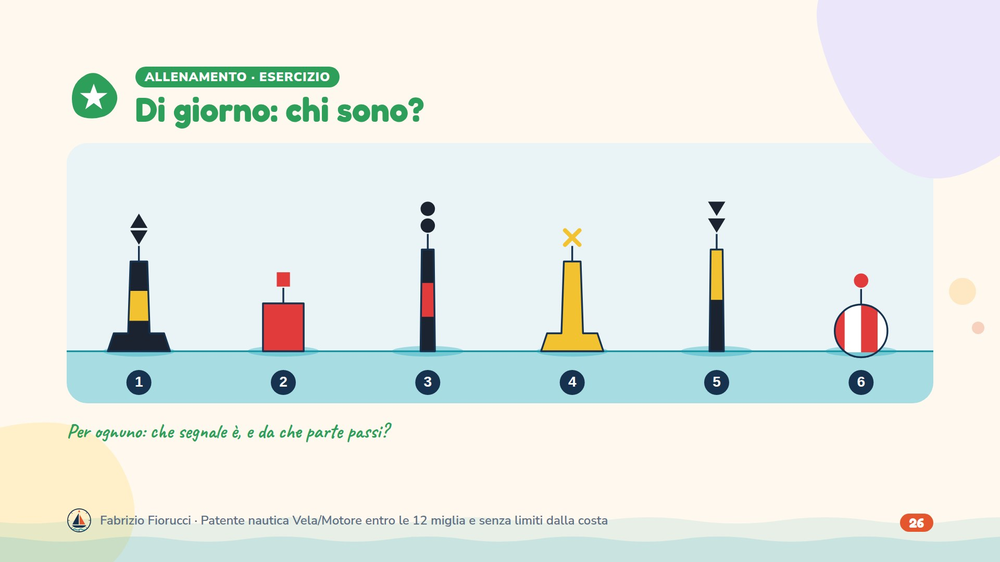 ALLENAMENTO · ESERCIZIO
Di giorno: chi sono?
1 2 3 4 5 6
Per ognuno: che segnale è, e da che parte passi?
Fabrizio Fiorucci · Patente nautica Vela/Motore entro le 12 miglia e senza limiti dalla costa
26